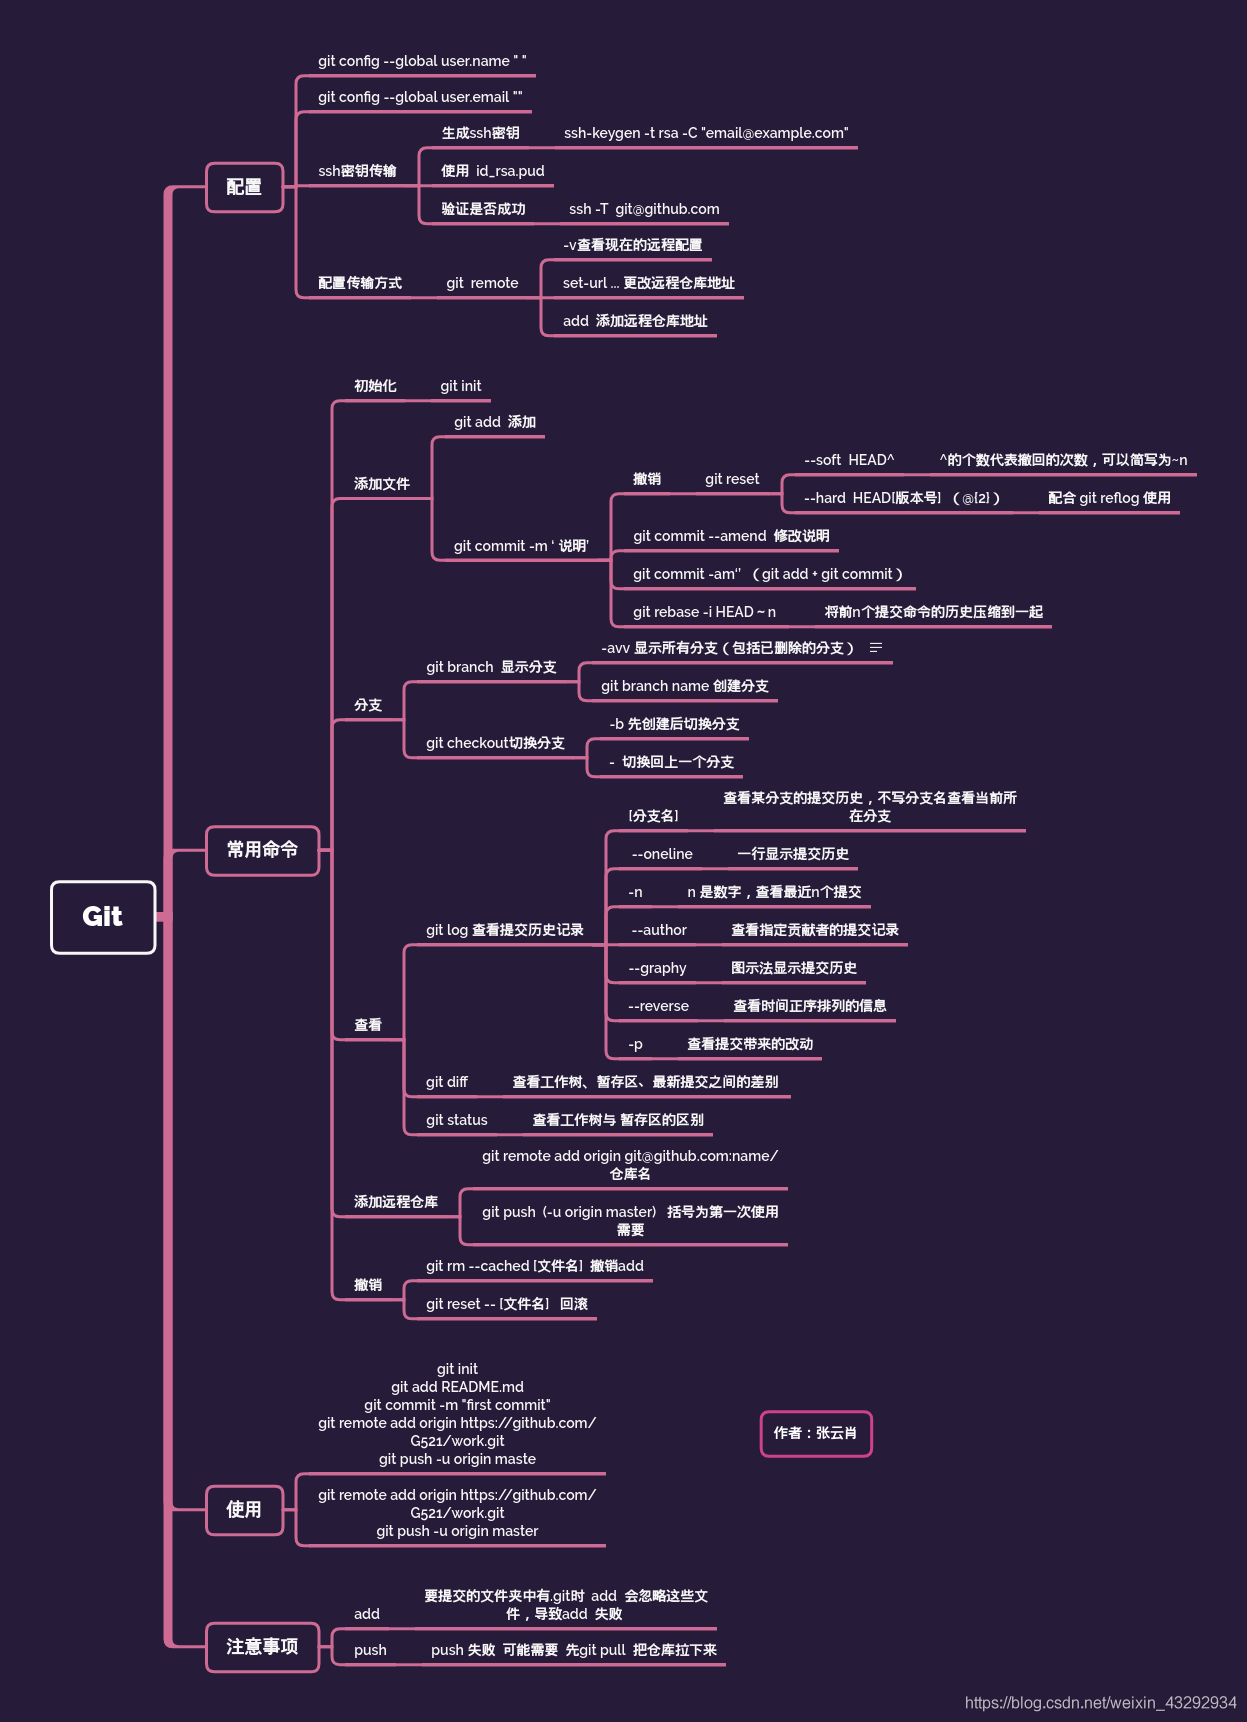 Git
配置
git config --global user.name " "
git config --global user.email ""
ssh密钥传输
生成ssh密钥
ssh-keygen -t rsa -C "email@example.com"
使用 id_rsa.pud
验证是否成功
ssh -T git@github.com
配置传输方式
git remote
-v查看现在的远程配置
set-url ... 更改远程仓库地址
add 添加远程仓库地址
常用命令
初始化
git init
添加文件
git add 添加
git commit -m ‘ 说明’
撤销
git reset
--soft HEAD^
^的个数代表撤回的次数，可以简写为~n
--hard HEAD[版本号] （@{2}）
配合 git reflog 使用
git commit --amend 修改说明
git commit -am‘’ （git add + git commit）
git rebase -i HEAD ~ n
将前n个提交命令的历史压缩到一起
分支
git branch 显示分支
-avv 显示所有分支（包括已删除的分支）
git branch name 创建分支
git checkout切换分支
-b 先创建后切换分支
- 切换回上一个分支
查看
git log 查看提交历史记录
[分支名]
查看某分支的提交历史，不写分支名查看当前所
在分支
--oneline
一行显示提交历史
-n
n 是数字，查看最近n个提交
--author
查看指定贡献者的提交记录
--graphy
图示法显示提交历史
--reverse
查看时间正序排列的信息
-p
查看提交带来的改动
git diff
查看工作树、暂存区、最新提交之间的差别
git status
查看工作树与 暂存区的区别
添加远程仓库
git remote add origin git@github.com:name/
仓库名
git push (-u origin master) 括号为第一次使用
需要
撤销
git rm --cached [文件名] 撤销add
git reset -- [文件名] 回滚
使用
git init
git add README.md
git commit -m "first commit"
git remote add origin https://github.com/
G521/work.git
git push -u origin maste
git remote add origin https://github.com/
G521/work.git
git push -u origin master
作者：张云肖
注意事项
add
要提交的文件夹中有.git时 add 会忽略这些文
件，导致add 失败
push
push 失败 可能需要 先git pull 把仓库拉下来
https://blog.csdn.net/weixin_43292934